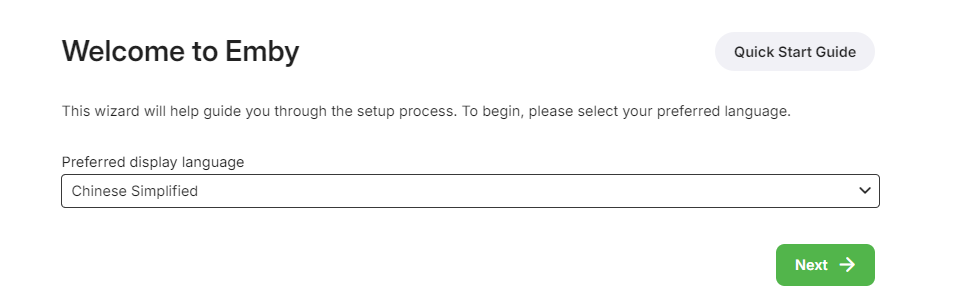 Welcome to Emby
Quick Start Guide
This wizard will help guide you through the setup process. To begin, please select your preferred language.
Preferred display language
Chinese Simplified
Next